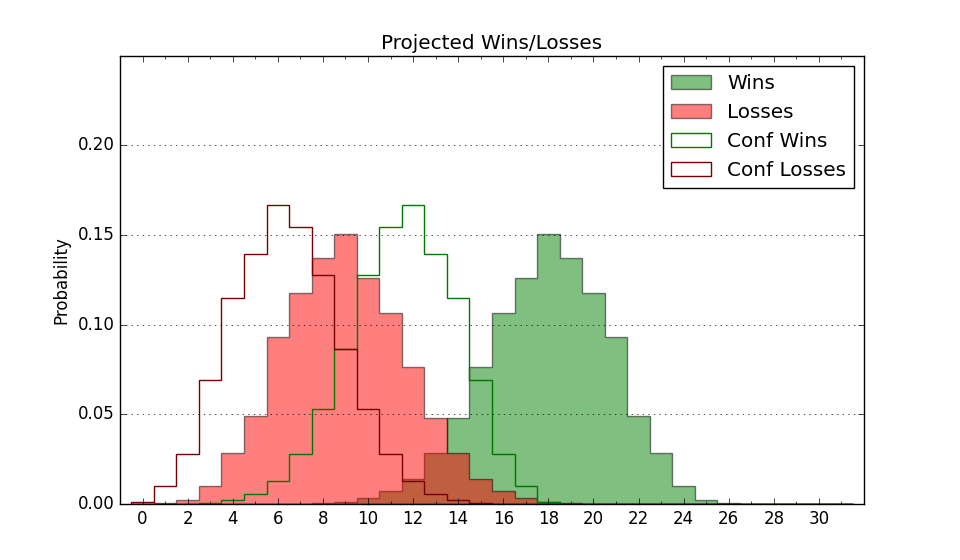 Projected Wins/Losses
Wins
Losses
Conf Wins
Conf Losses
Probability
0.20
0.15
0.10
0.05
0.00
0 2 4 6 8 10 12 14 16 18 20 22 24 26 28 30